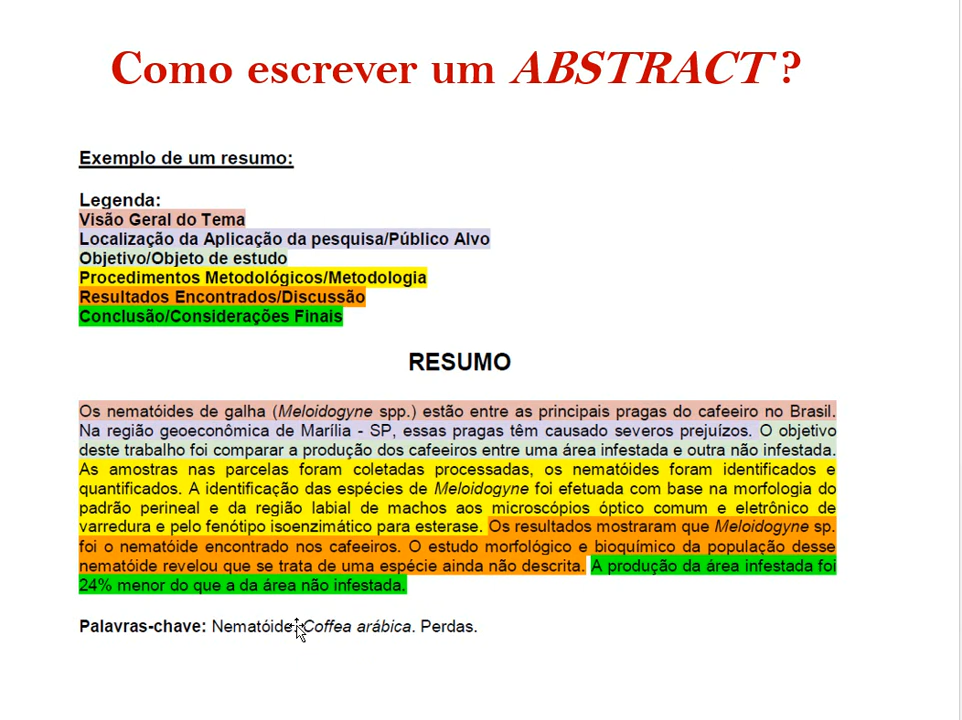 Como escrever um ABSTRACT ?
Exemplo de um resumo:
Legenda:
Visão Geral do Tema
Localização da Aplicação da pesquisa/Público Alvo
Objetivo/Objeto de estudo
Procedimentos Metodológicos/Metodologia
Resultados Encontrados/Discussão
Conclusão/Considerações Finais
RESUMO
Os nematóides de galha (Meloidogyne spp.) estão entre as principais pragas do cafeeiro no Brasil.
Na região geoeconômica de Marília - SP, essas pragas têm causado severos prejuízos. O objetivo
deste trabalho foi comparar a produção dos cafeeiros entre uma área infestada e outra não infestada.
As amostras nas parcelas foram coletadas processadas, os nematóides foram identificados e
quantificados. A identificação das espécies de Meloidogyne foi efetuada com base na morfologia do
padrão perineal e da região labial de machos aos microscópios óptico comum e eletrônico de
varredura e pelo fenótipo isoenzimático para esterase. Os resultados mostraram que Meloidogyne sp.
foi o nematóide encontrado nos cafeeiros. O estudo morfológico e bioquímico da população desse
nematóide revelou que se trata de uma espécie ainda não descrita. A produção da área infestada foi
24% menor do que a da área não infestada.
Palavras-chave: Nematóide. Coffea arábica. Perdas.